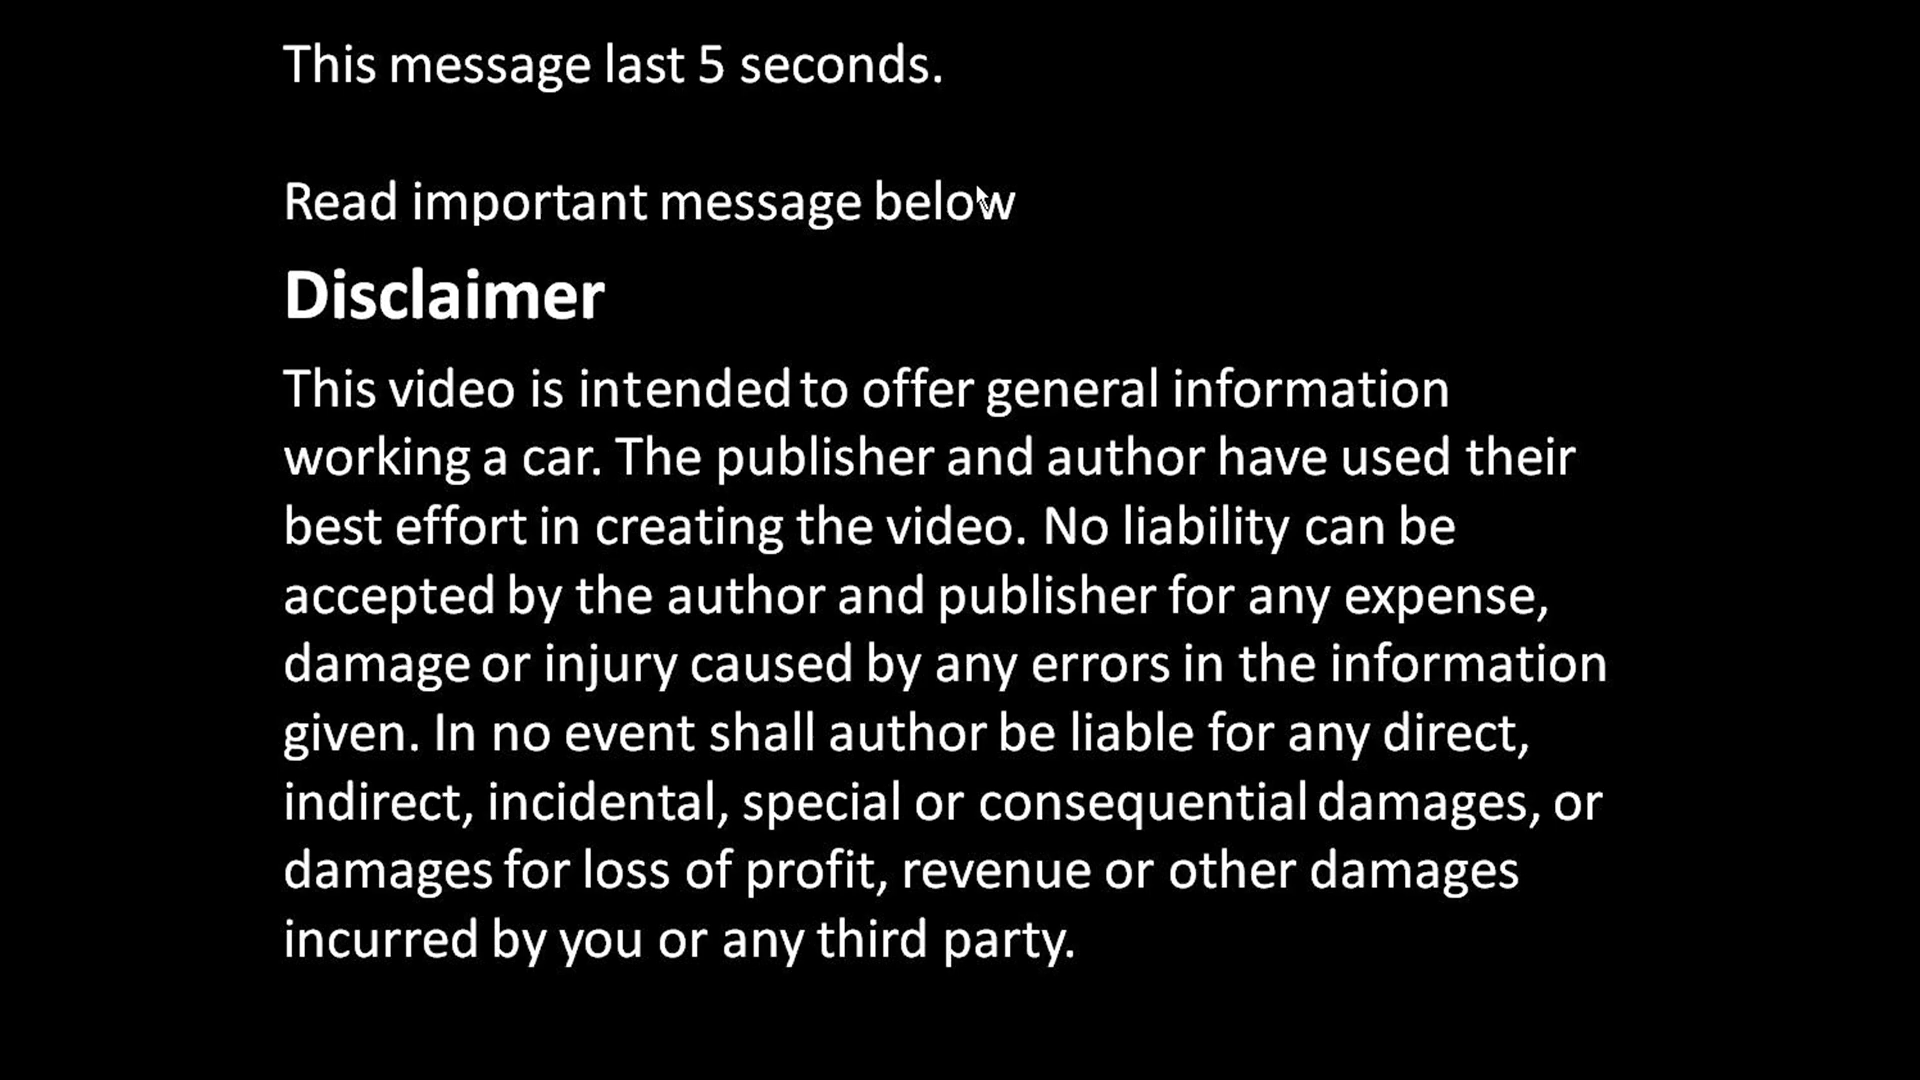 This message last 5 seconds.
Read important message below
Disclaimer
This video is intended to offer general information
working a car. The publisher and author have used their
best effort in creating the video. No liability can be
accepted by the author and publisher for any expense,
damage or injury caused by any errors in the information
given. In no event shall author be liable for any direct,
indirect, incidental, special or consequential damages, or
damages for loss of profit, revenue or other damages
incurred by you or any third party.